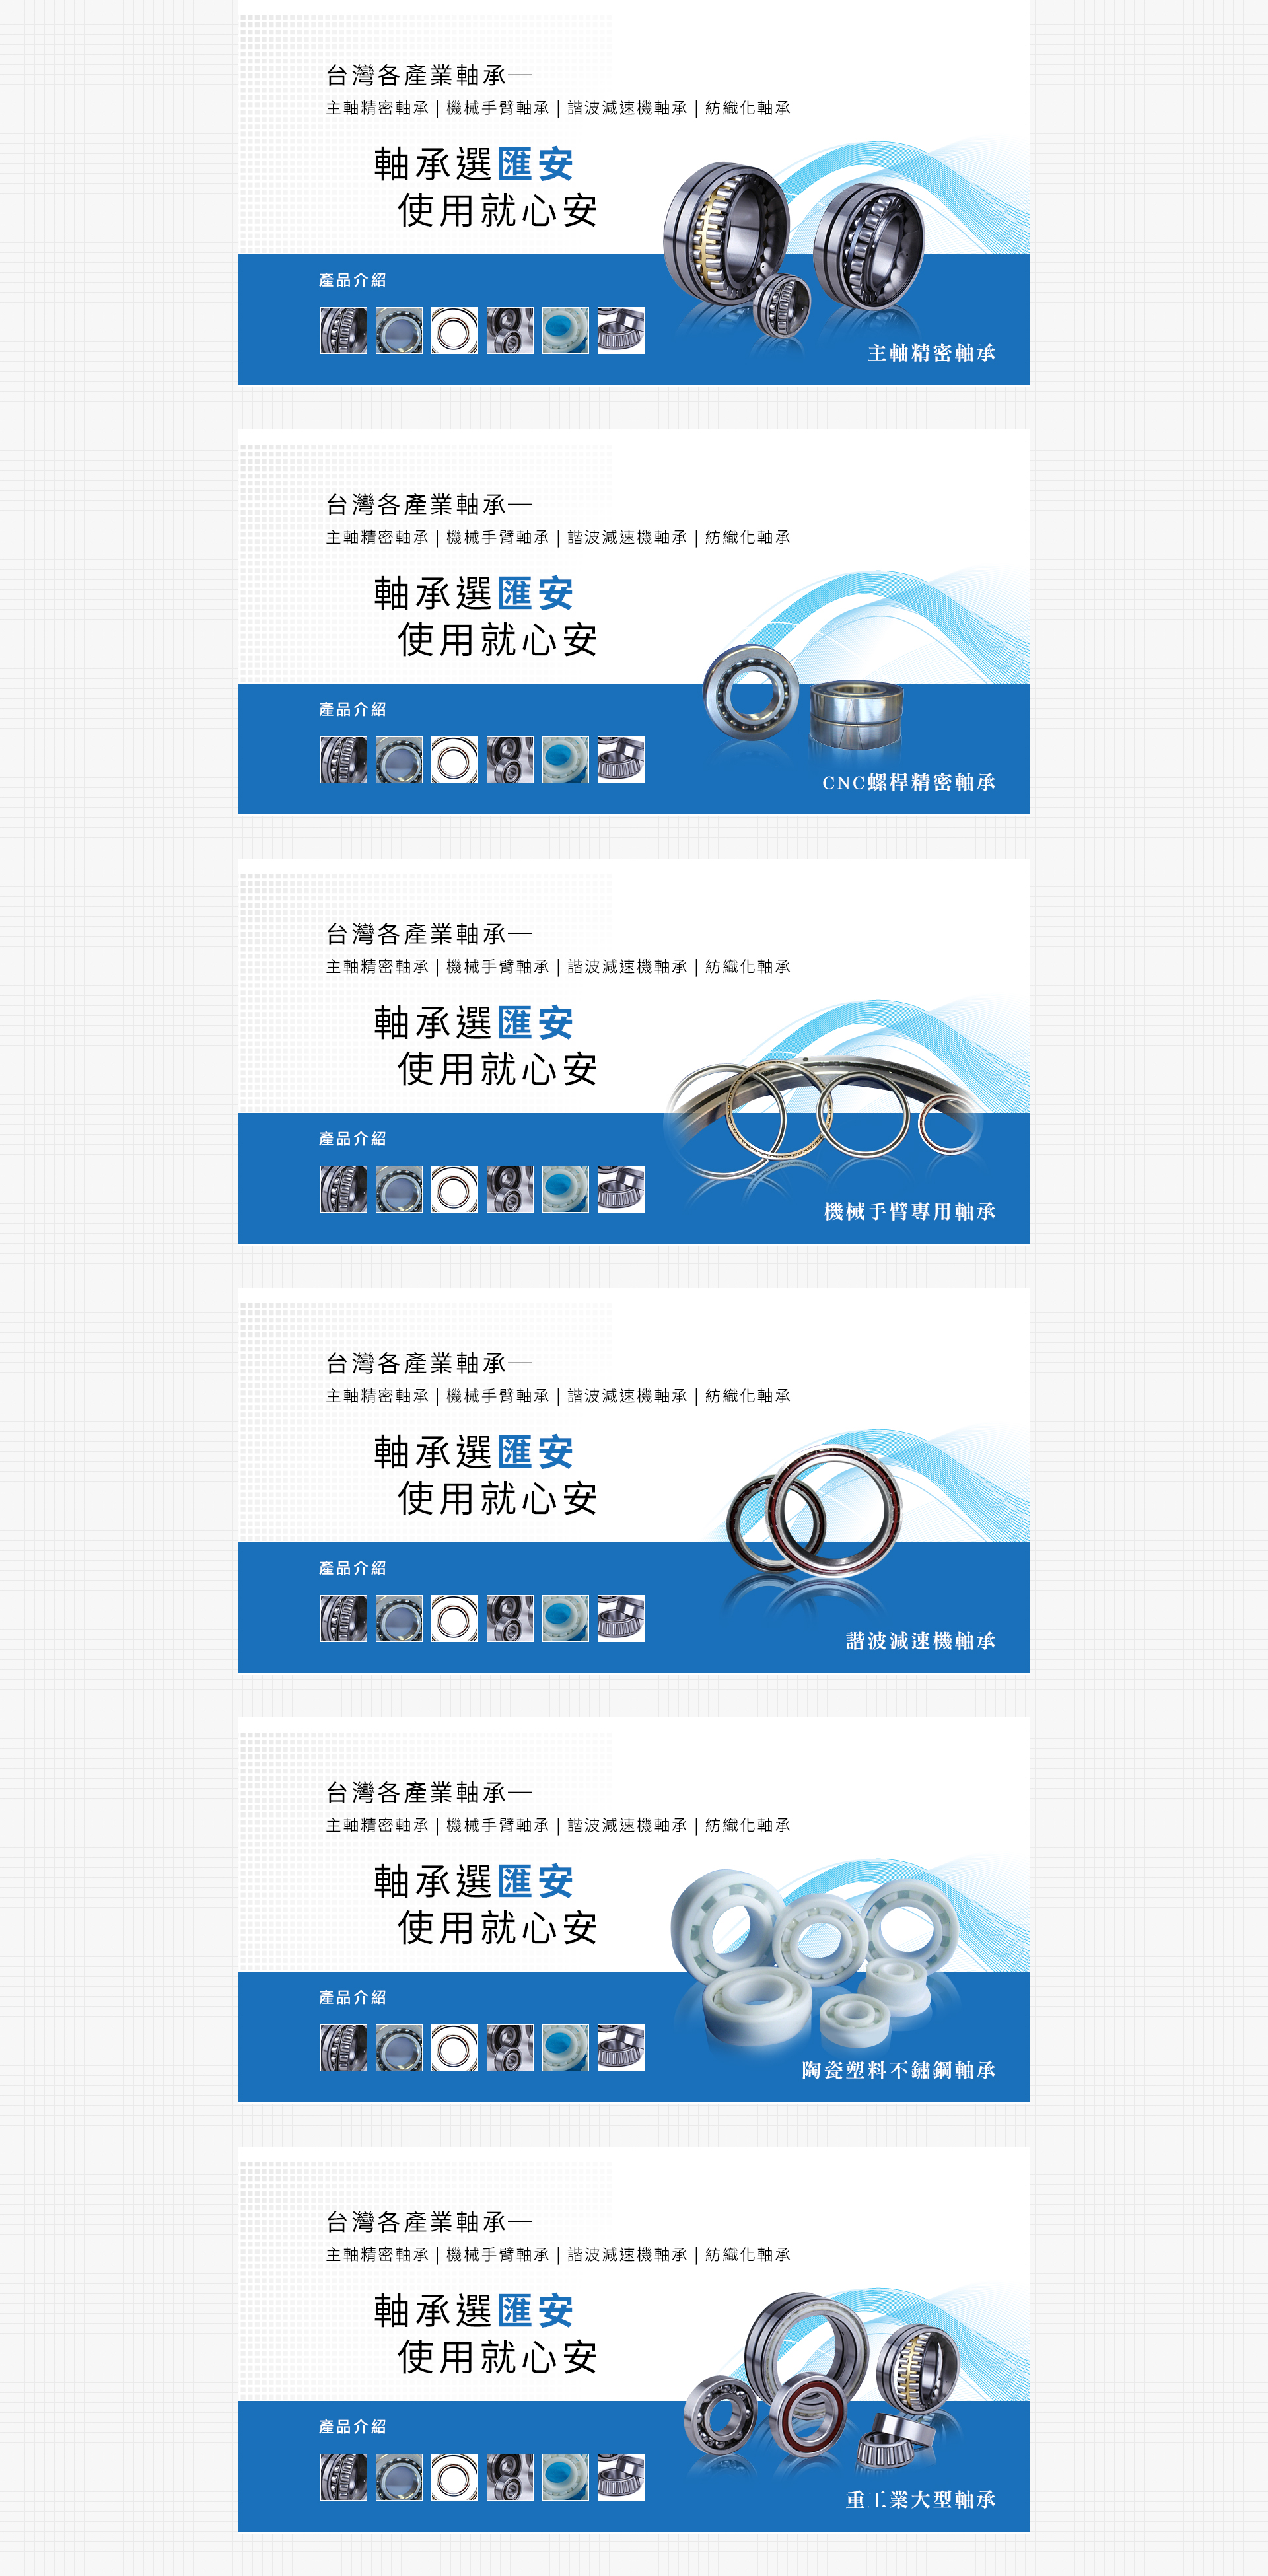 台灣各產業軸承—
主軸精密軸承 | 機械手臂軸承 | 諧波減速機軸承 | 紡織化軸承
軸承選匯安
使用就心安
產品介紹
主軸精密軸承
台灣各產業軸承—
主軸精密軸承 | 機械手臂軸承 | 諧波減速機軸承 | 紡織化軸承
軸承選匯安
使用就心安
產品介紹
CNC螺桿精密軸承
台灣各產業軸承—
主軸精密軸承 | 機械手臂軸承 | 諧波減速機軸承 | 紡織化軸承
軸承選匯安
使用就心安
產品介紹
機械手臂專用軸承
台灣各產業軸承—
主軸精密軸承 | 機械手臂軸承 | 諧波減速機軸承 | 紡織化軸承
軸承選匯安
使用就心安
產品介紹
諧波減速機軸承
台灣各產業軸承—
主軸精密軸承 | 機械手臂軸承 | 諧波減速機軸承 | 紡織化軸承
軸承選匯安
使用就心安
產品介紹
陶瓷塑料不鏽鋼軸承
台灣各產業軸承—
主軸精密軸承 | 機械手臂軸承 | 諧波減速機軸承 | 紡織化軸承
軸承選匯安
使用就心安
產品介紹
重工業大型軸承